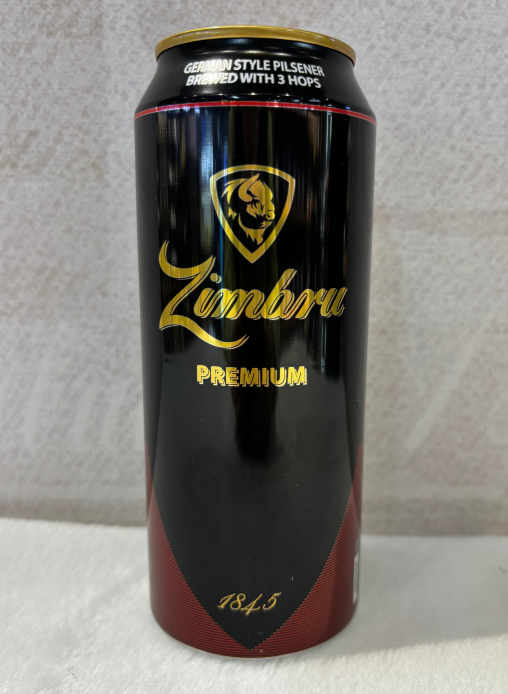 GERMAN STYLE PILSENER
BREWED WITH 3 HOPS
Zimbru
PREMIUM
1845